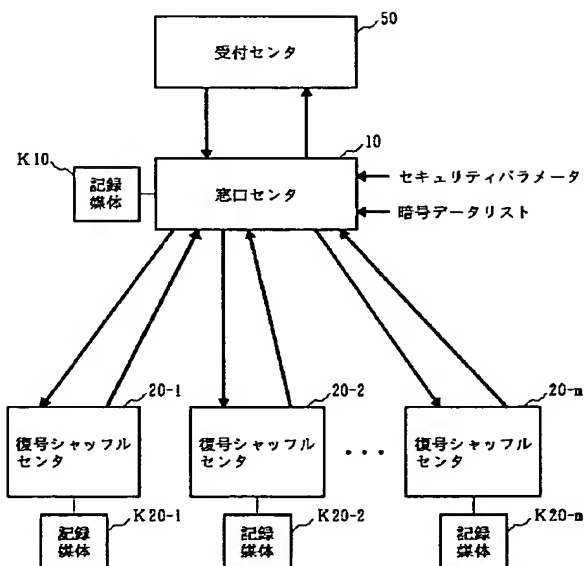 50
受付センタ
10
K10
記録
媒体
窓口センタ
セキュリティパラメータ
暗号データリスト
20-1
20-2
20-m
復号シャッフル
センタ
復号シャッフル
センタ
・・・
復号シャッフル
センタ
記録
媒体
K20-1
記録
媒体
K20-2
記録
媒体
K20-m